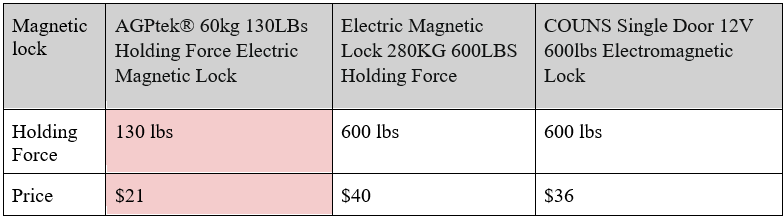 Magnetic lock
AGPtek® 60kg 130LBs
Holding Force Electric
Magnetic Lock
Electric Magnetic
Lock 280KG 600LBS
Holding Force
COUNS Single Door 12V
600lbs Electromagnetic
Lock
Holding Force
130 lbs
600 lbs
600 lbs
Price
$21
$40
$36